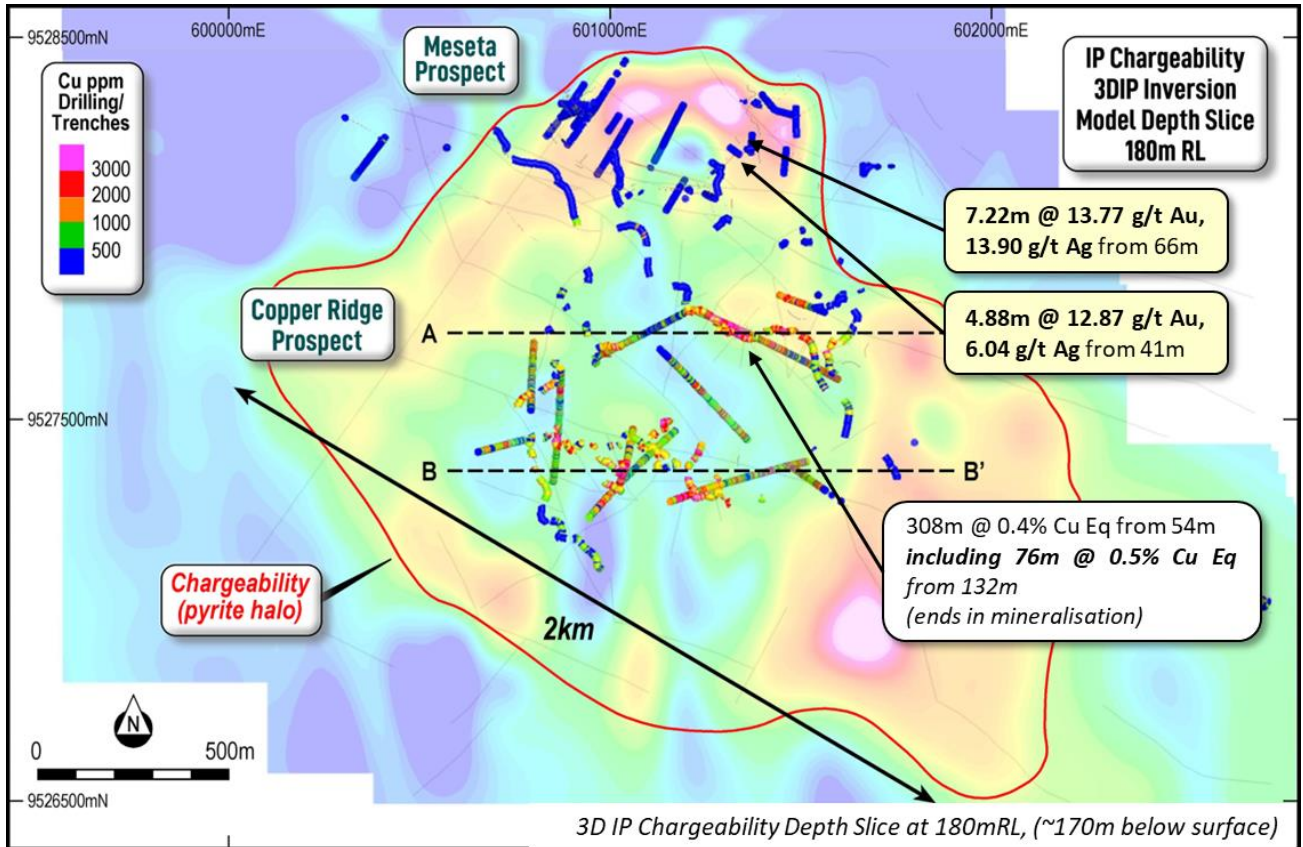 600000mE
601000mE
602000mE
9528500mN
Meseta
Prospect
IP Chargeability
3DIP Inversion
Model Depth Slice
180m RL
Cu ppm
Drilling/
Trenches
3000
2000
1000
500
7.22m @ 13.77 g/t Au,
13.90 g/t Ag from 66m
Copper Ridge
Prospect
4.88m @ 12.87 g/t Au,
6.04 g/t Ag from 41m
A
9527500mN
B
B'
308m @ 0.4% Cu Eq from 54m
including 76m @ 0.5% Cu Eq
from 132m
(ends in mineralisation)
Chargeability
(pyrite halo)
2km
N
0
500m
9526500mN
3D IP Chargeability Depth Slice at 180mRL, (~170m below surface)